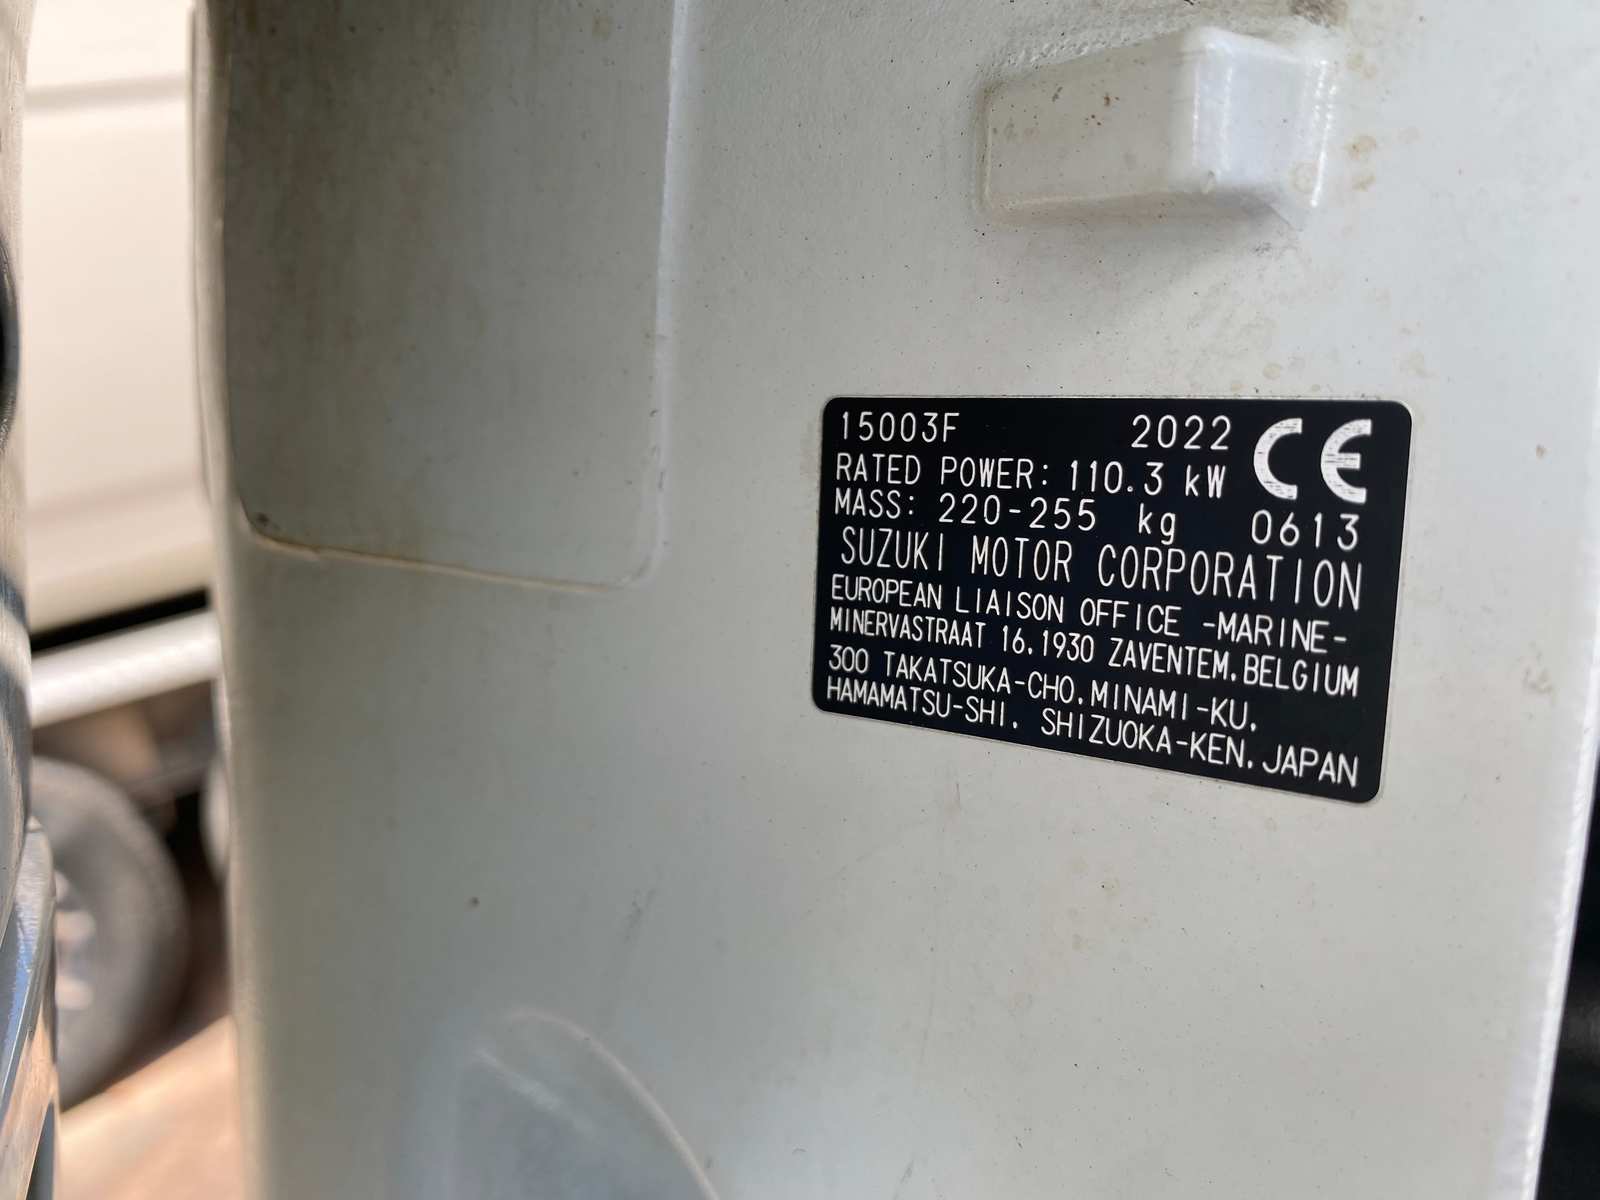 15003F 2022 CE
RATED POWER: 110.3 kW
MASS: 220-255 kg 0613
SUZUKI MOTOR CORPORATION
EUROPEAN LIAISON OFFICE -MARINE-
MINERVASTRAAT 16,1930 ZAVENTEM,BELGIUM
300 TAKATSUKA-CHO,MINAMI-KU,
HAMAMATSU-SHI, SHIZUOKA-KEN,JAPAN